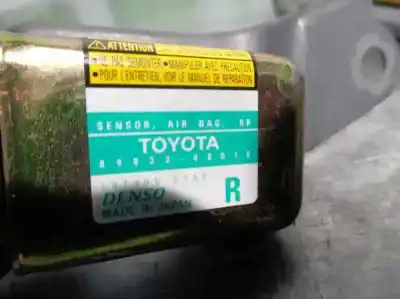 ATTENTION
•NE PAS DEMONTER •MANIPULER AVEC PRECAUTION
•POUR L'ENTRETIEN, VOIR LE MANUEL DE REPARATION
SENSOR, AIR BAG, RR
TOYOTA
DENSO
MADE IN JAPAN
R